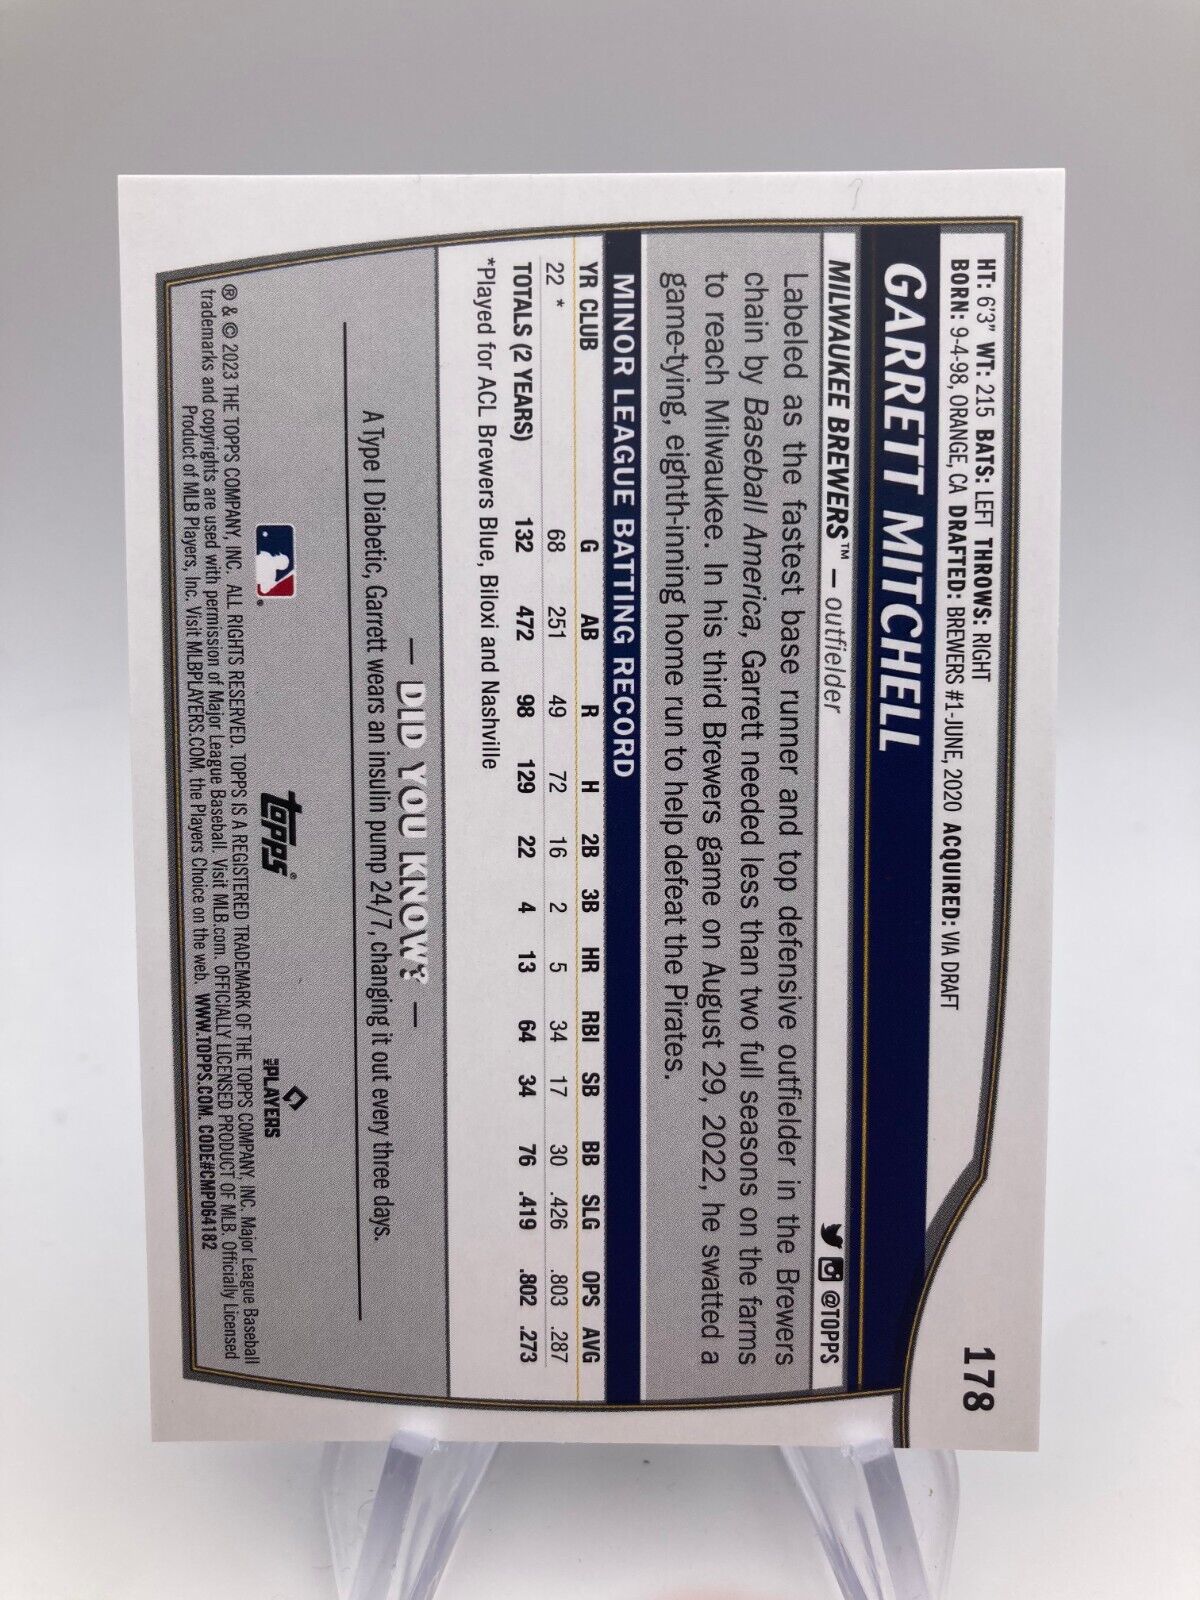 178
HT: 6'3" WT: 215 BATS: LEFT THROWS: RIGHT
BORN: 9-4-98, ORANGE, CA DRAFTED: BREWERS #1-JUNE, 2020 ACQUIRED: VIA DRAFT
GARRETT MITCHELL
MILWAUKEE BREWERS™ – outfielder @TOPPS
Labeled as the fastest base runner and top defensive outfielder in the Brewers
chain by Baseball America, Garrett needed less than two full seasons on the farms
to reach Milwaukee. In his third Brewers game on August 29, 2022, he swatted a
game-tying, eighth-inning home run to help defeat the Pirates.
MINOR LEAGUE BATTING RECORD
YR CLUB G AB R H 2B 3B HR RBI SB BB SLG OPS AVG
22 * 68 251 49 72 16 2 5 34 17 30 .426 .803 .287
TOTALS (2 YEARS) 132 472 98 129 22 4 13 64 34 76 .419 .802 .273
*Played for ACL Brewers Blue, Biloxi and Nashville
— DID YOU KNOW? —
A Type I Diabetic, Garrett wears an insulin pump 24/7, changing it out every three days.
topps® MLB PLAYERS
® & © 2023 THE TOPPS COMPANY, INC. ALL RIGHTS RESERVED. TOPPS IS A REGISTERED TRADEMARK OF THE TOPPS COMPANY, INC. Major League Baseball
trademarks and copyrights are used with permission of Major League Baseball. Visit MLB.com. OFFICIALLY LICENSED PRODUCT OF MLB. Officially Licensed
Product of MLB Players, Inc. Visit MLBPLAYERS.COM, the Players Choice on the web. WWW.TOPPS.COM. CODE#CMP064182